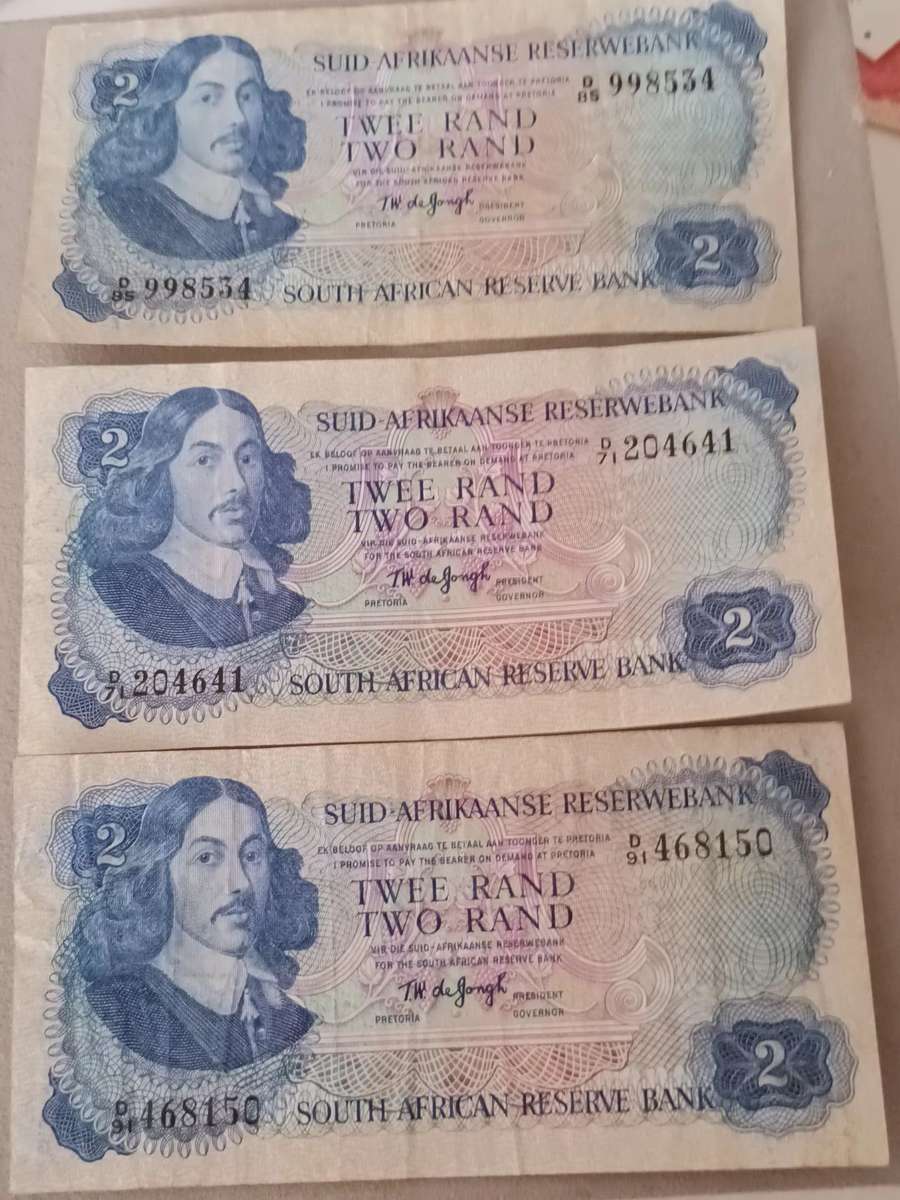 2
SUID-AFRIKAANSE RESERWEBANK
EK BELOOF OP AANVRAAG TE BETAAL AAN TOONDER TE PRETORIA
D/85 998534
I PROMISE TO PAY THE BEARER ON DEMAND AT PRETORIA
TWEE RAND
TWO RAND
VIR DIE SUID-AFRIKAANSE RESERWEBANK
FOR THE SOUTH AFRICAN RESERVE BANK
T.W. de Jongh PRESIDENT
PRETORIA GOVERNOR
2
D/85 998534 SOUTH AFRICAN RESERVE BANK
2
SUID-AFRIKAANSE RESERWEBANK
EK BELOOF OP AANVRAAG TE BETAAL AAN TOONDER TE PRETORIA
D/71 204641
I PROMISE TO PAY THE BEARER ON DEMAND AT PRETORIA
TWEE RAND
TWO RAND
VIR DIE SUID-AFRIKAANSE RESERWEBANK
FOR THE SOUTH AFRICAN RESERVE BANK
T.W. de Jongh PRESIDENT
PRETORIA GOVERNOR
2
D/71 204641 SOUTH AFRICAN RESERVE BANK
2
SUID-AFRIKAANSE RESERWEBANK
EK BELOOF OP AANVRAAG TE BETAAL AAN TOONDER TE PRETORIA
D/91 468150
I PROMISE TO PAY THE BEARER ON DEMAND AT PRETORIA
TWEE RAND
TWO RAND
VIR DIE SUID-AFRIKAANSE RESERWEBANK
FOR THE SOUTH AFRICAN RESERVE BANK
T.W. de Jongh PRESIDENT
PRETORIA GOVERNOR
2
D/91 468150 SOUTH AFRICAN RESERVE BANK